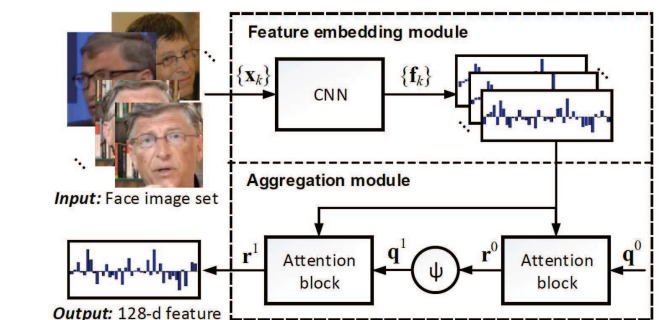 Feature embedding module
{x_k}
CNN
{f_k}
Input: Face image set
Aggregation module
r^1
Attention
block
q^1
ψ
r^0
Attention
block
q^0
Output: 128-d feature